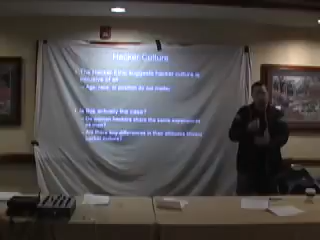 Hacker Culture
The Hacker Ethic suggests hacker culture is
inclusive of all
Age, race, or position do not matter
Is this actually the case?
Do women hackers share the same experiences
as men?
Are there key differences in their attitudes
hacker culture?